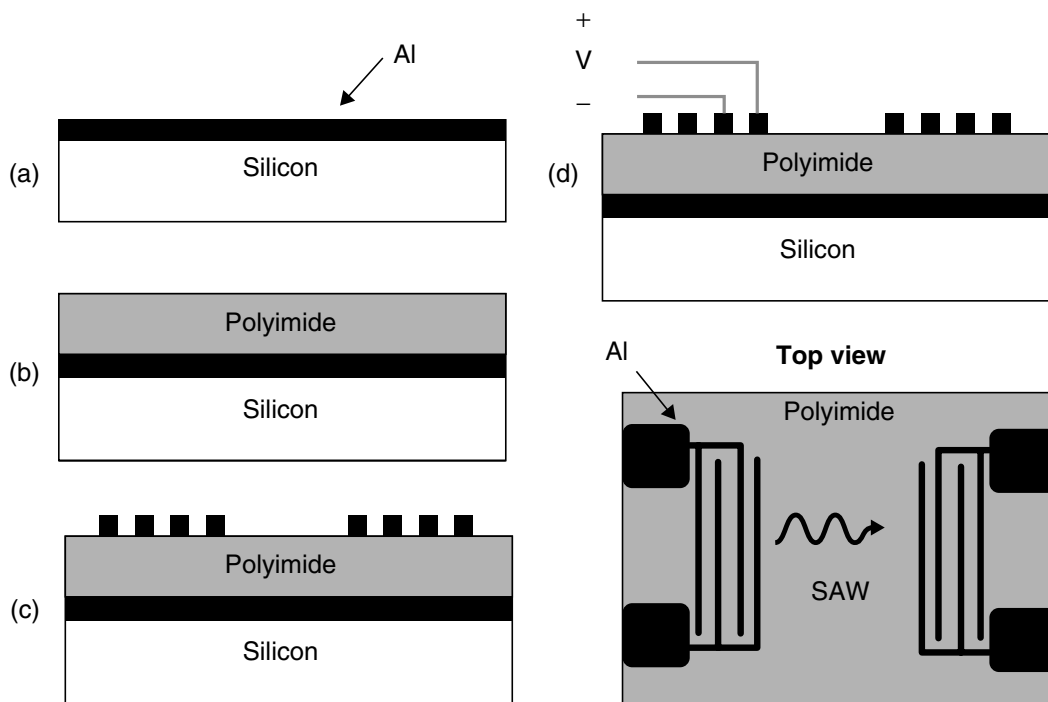 Al
(a)
Silicon
Polyimide
(b)
Silicon
Polyimide
(c)
Silicon
+
V
−
Polyimide
(d)
Silicon
Al
Top view
Polyimide
SAW